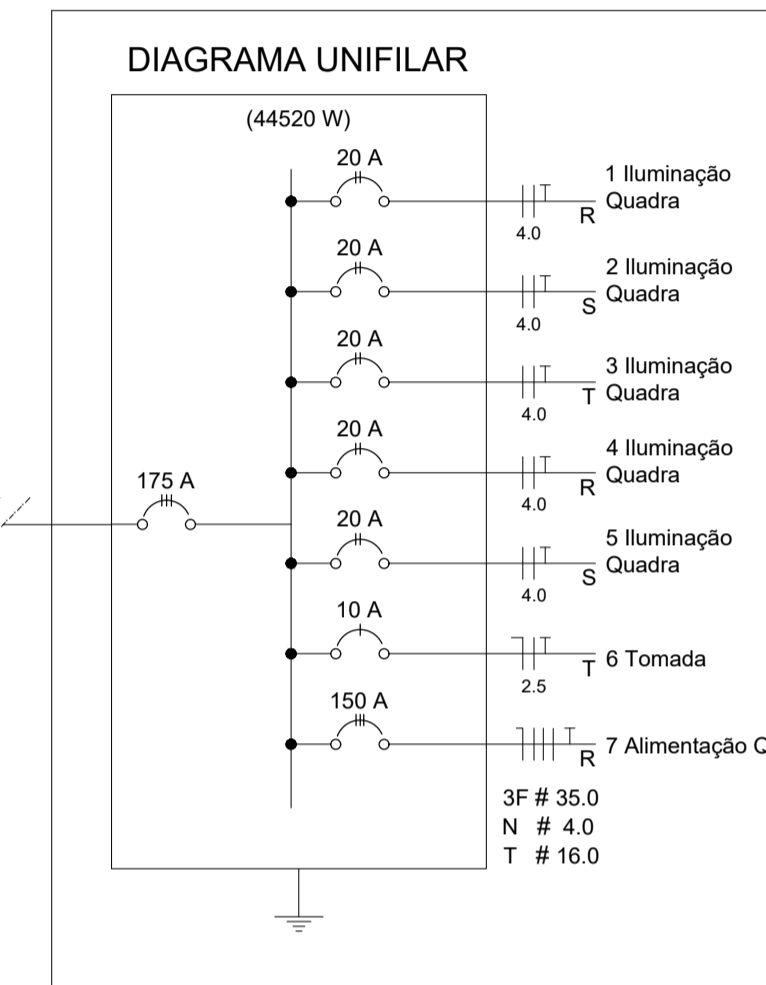 DIAGRAMA UNIFILAR
(44520 W)
20 A
1 Iluminação
Quadra
R
4.0
20 A
2 Iluminação
Quadra
S
4.0
20 A
3 Iluminação
Quadra
T
4.0
20 A
4 Iluminação
Quadra
R
4.0
175 A
20 A
5 Iluminação
Quadra
S
4.0
10 A
6 Tomada
T
2.5
150 A
7 Alimentação Q
R
3F # 35.0
N # 4.0
T # 16.0